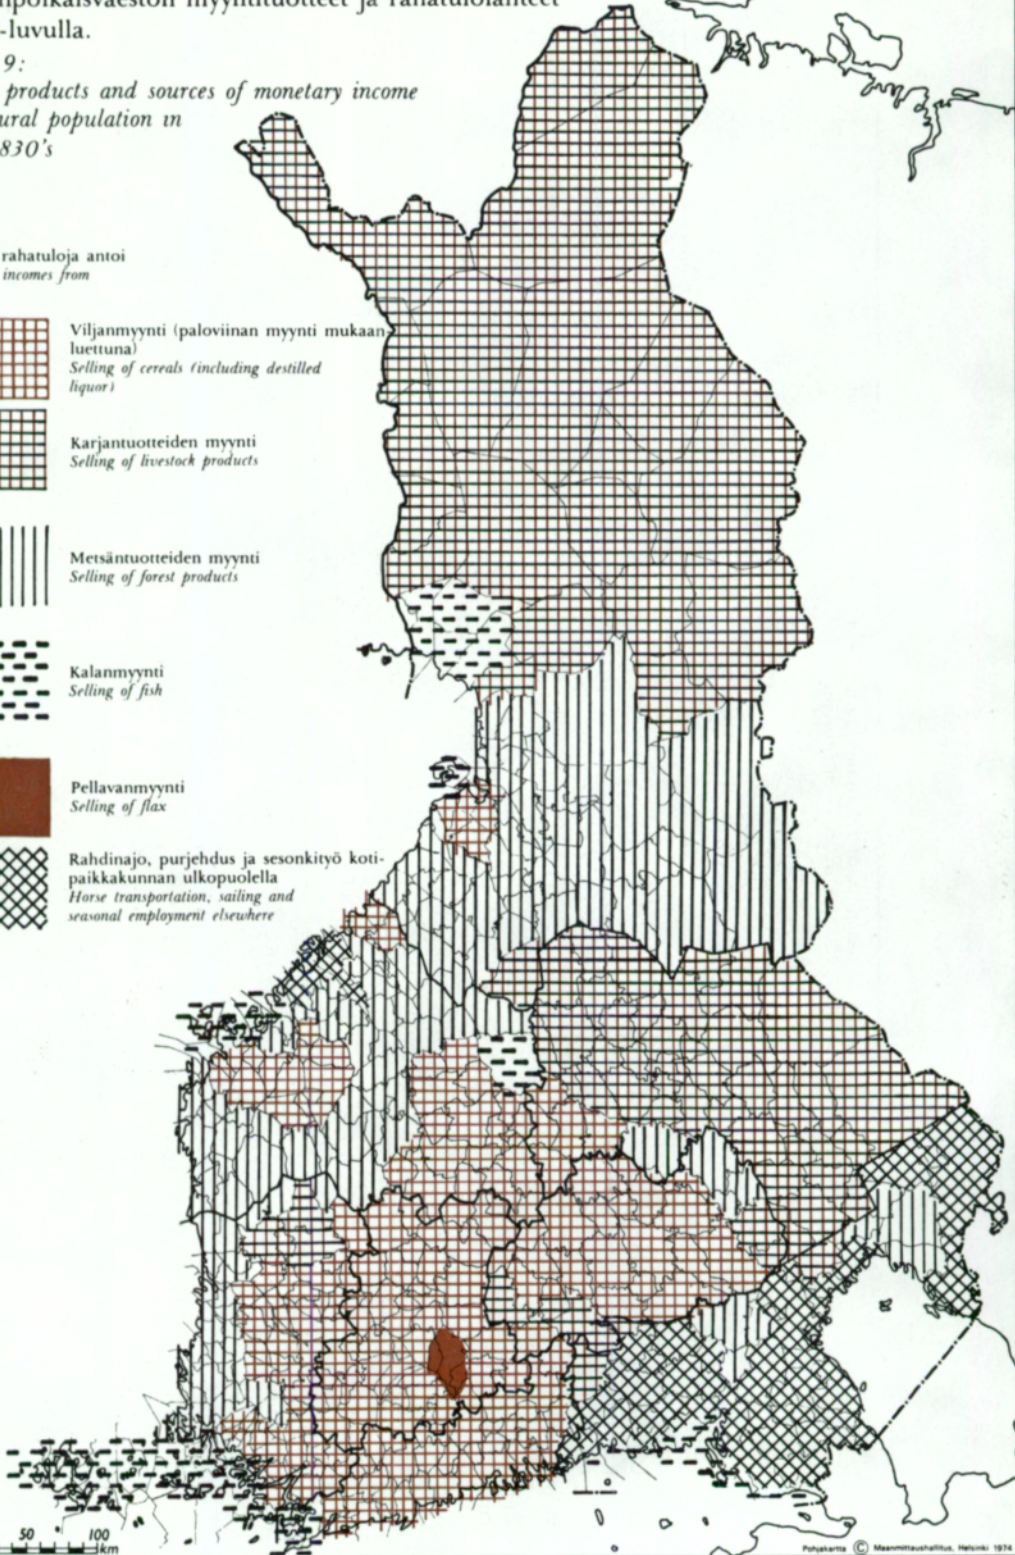 -luvulla.
9:
products and sources of monetary income
population in
830's
rahatuloja antoi
incomes from
Viljanmyynti (paloviinan myynti mukaan-
luettuna)
Selling of cereals (including destilled
liquor)
Karjantuotteiden myynti
Selling of livestock products
Metsäntuotteiden myynti
Selling of forest products
Kalanmyynti
Selling of fish
Pellavanmyynti
Selling of flax
Rahdinajo, purjehdus ja sesonkityö koti-
paikkakunnan ulkopuolella
Horse transportation, sailing and
seasonal employment elsewhere
50 100
km
Pohjakartta © Maanmittaushallitus, Helsinki 1974